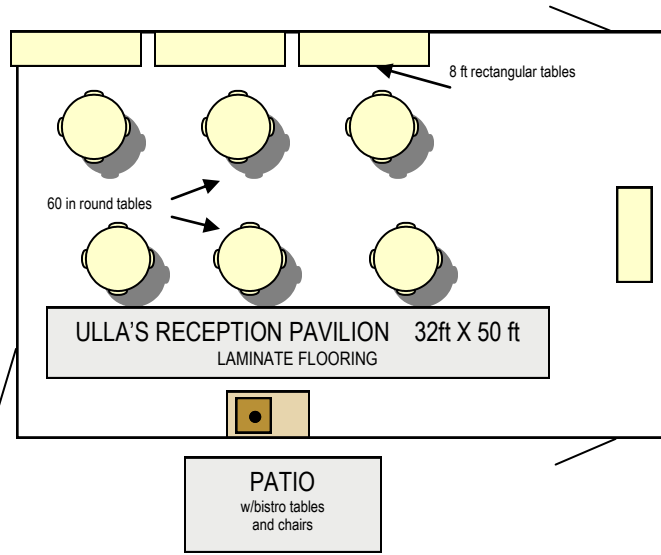 8 ft rectangular tables
60 in round tables
ULLA'S RECEPTION PAVILION 32ft X 50 ft
LAMINATE FLOORING
PATIO
w/bistro tables
and chairs